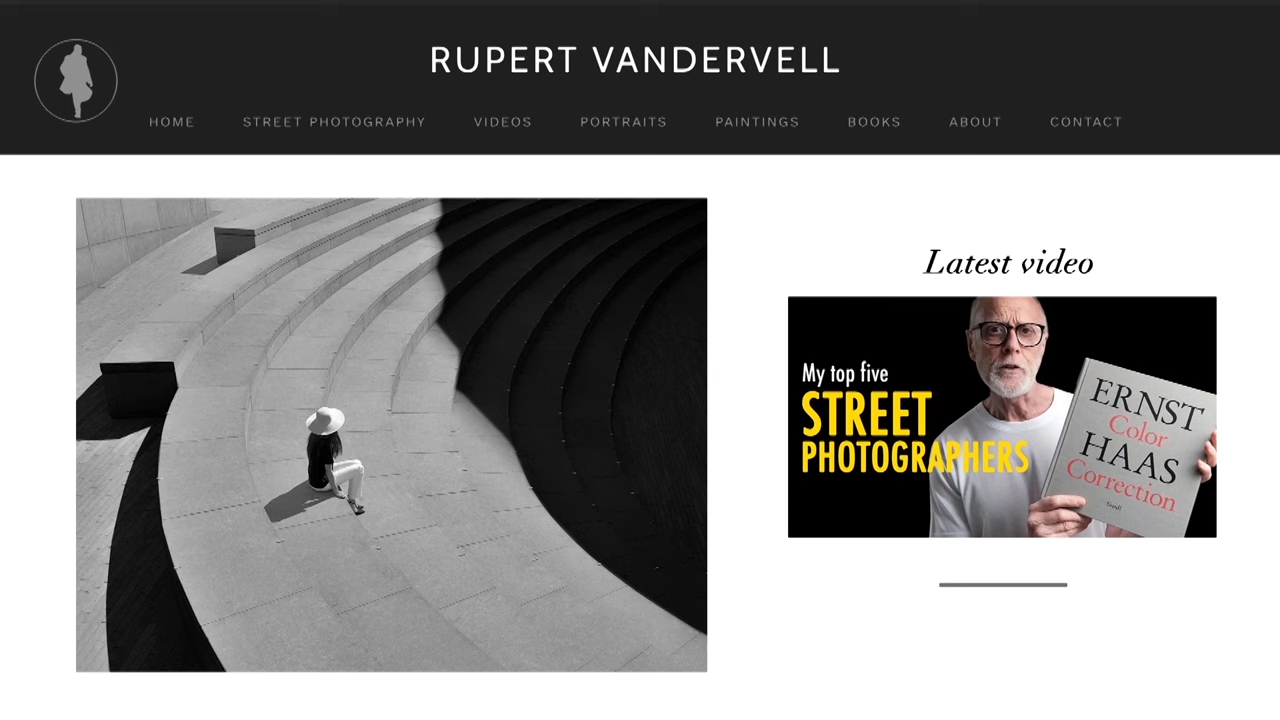 RUPERT VANDERVELL
HOME STREET PHOTOGRAPHY VIDEOS PORTRAITS PAINTINGS BOOKS ABOUT CONTACT
Latest video
My top five
STREET
PHOTOGRAPHERS
ERNST
Color
HAAS
Correction
Steidl